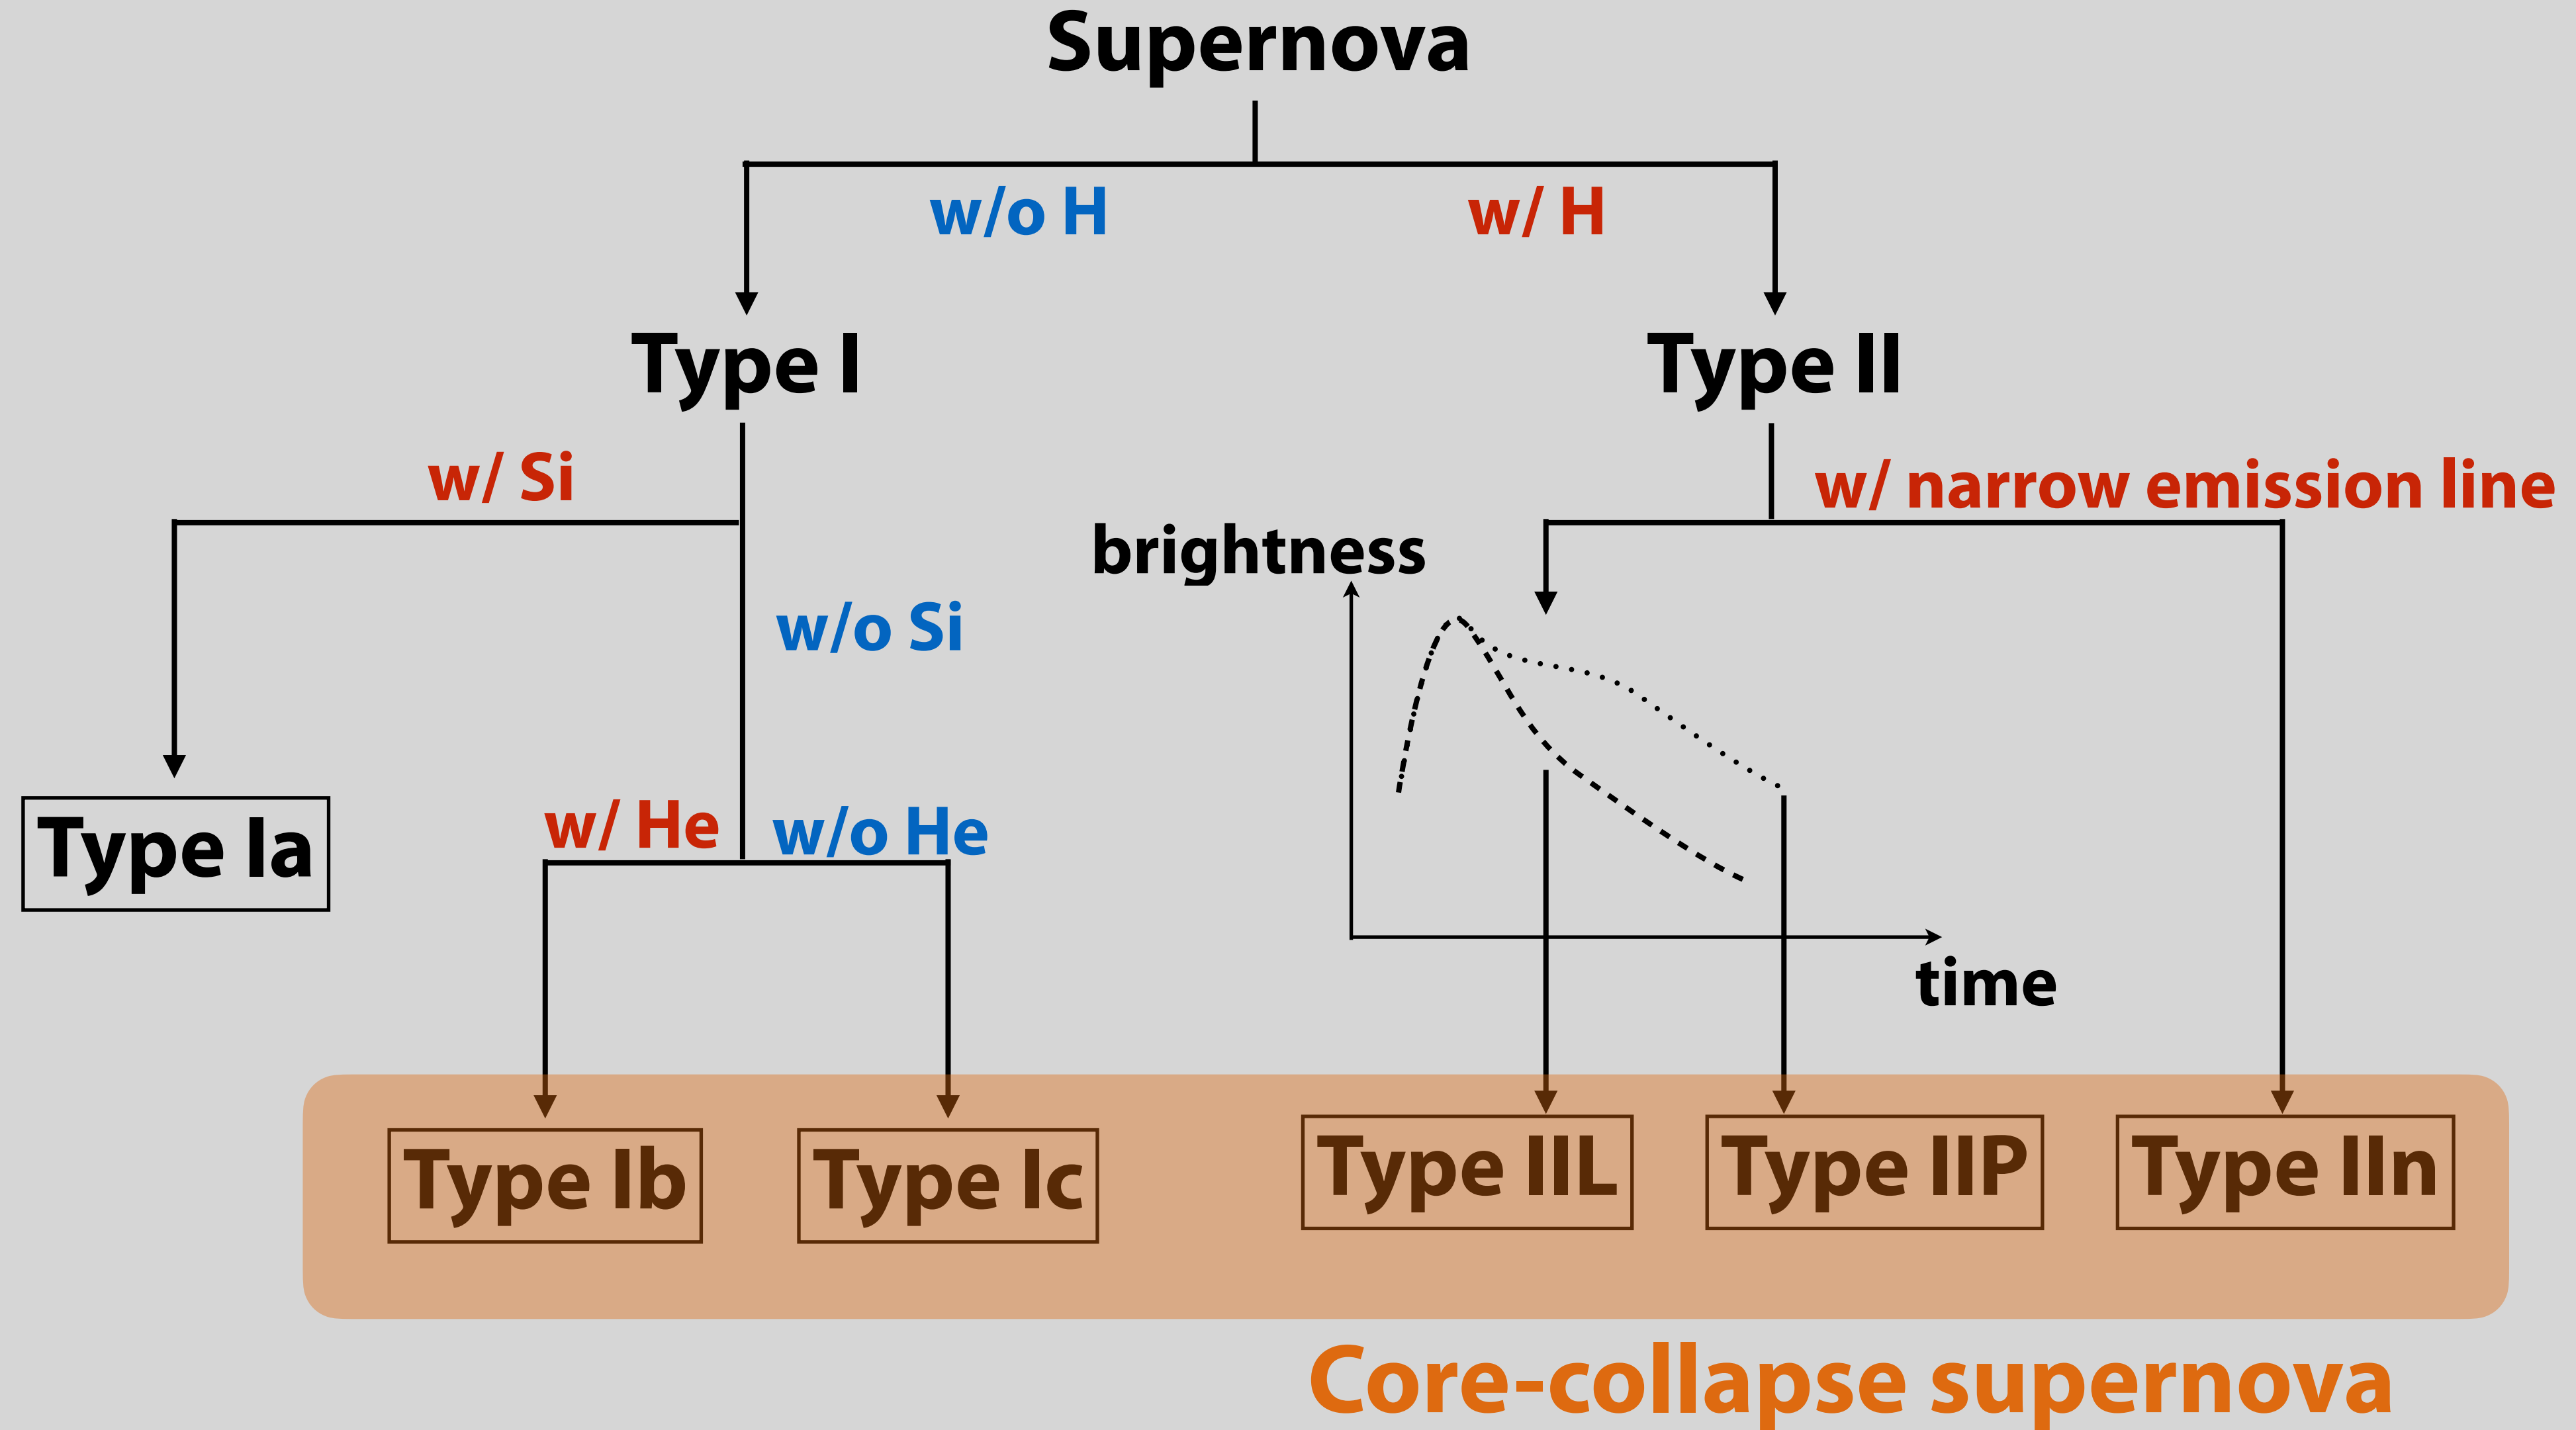 Supernova
w/o H
w/ H
Type I
Type II
w/ Si
w/ narrow emission line
brightness
w/o Si
w/ He
w/o He
Type Ia
time
Type Ib
Type Ic
Type IIL
Type IIP
Type IIn
Core-collapse supernova